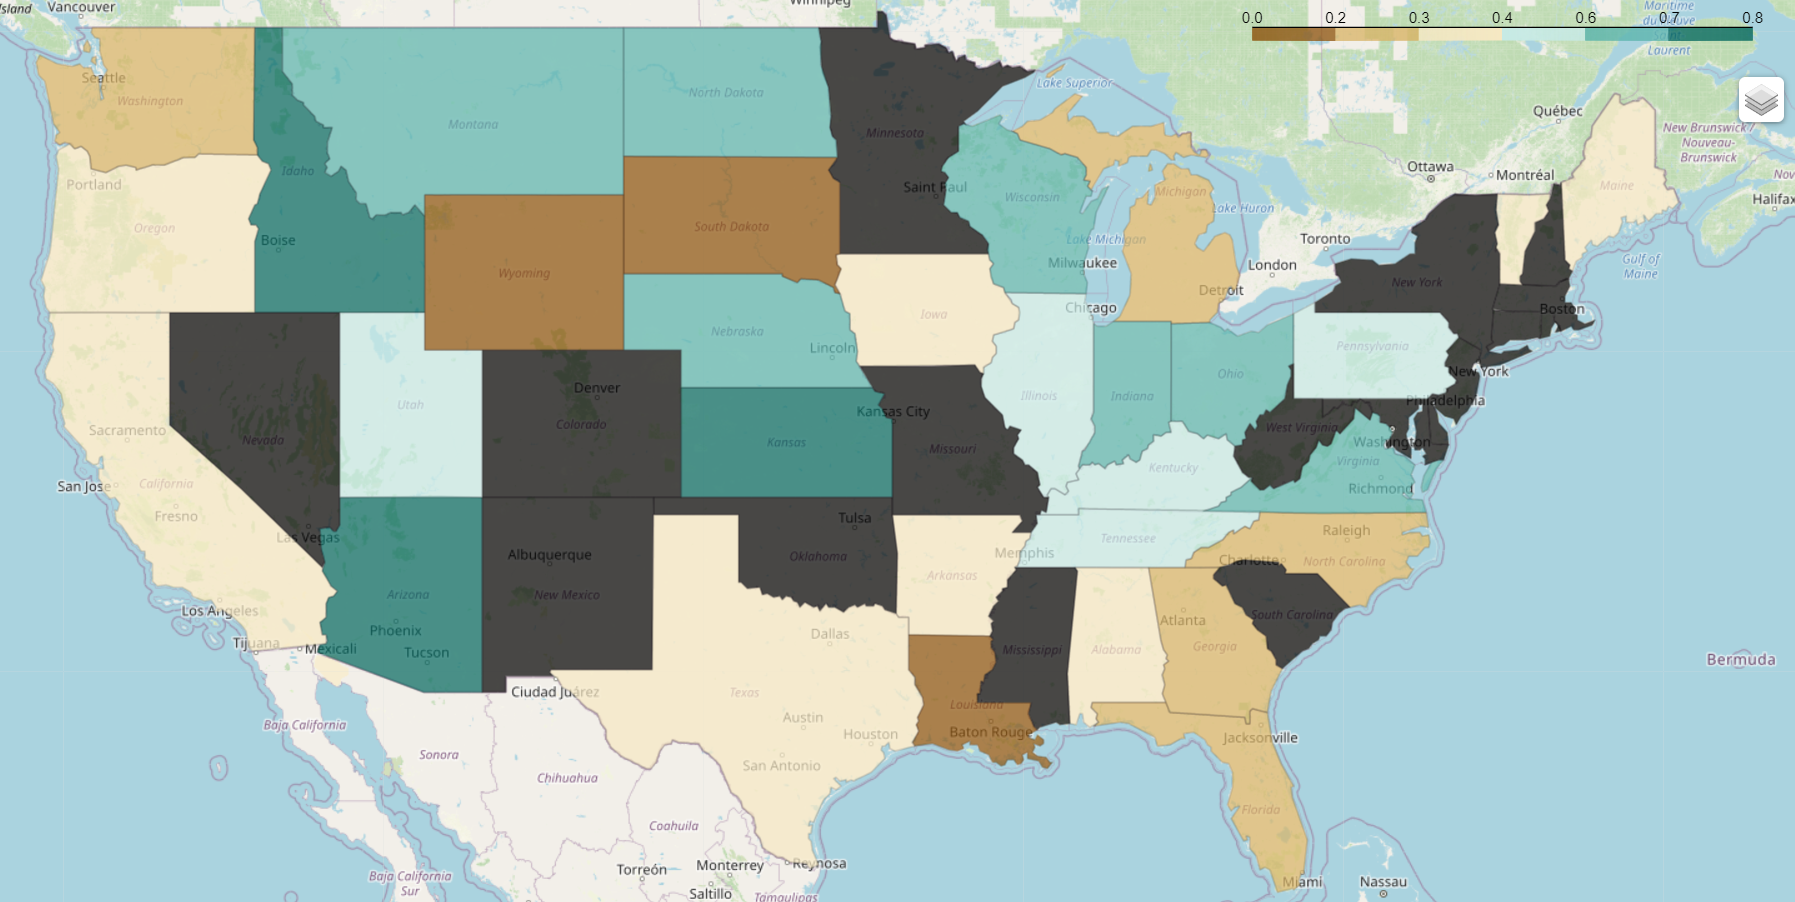 Island
Vancouver
Winnipeg
Maritime
du fleuve
Saint-
Laurent
0.0 0.2 0.3 0.4 0.6 0.7 0.8
Seattle
Washington
Montana
North Dakota
Minnesota
Lake Superior
Québec
New Brunswick /
Nouveau-
Brunswick
Portland
Idaho
Saint Paul
Wisconsin
Michigan
Ottawa
Montréal
Maine
Nov
Halifax
Oregon
Boise
South Dakota
Lake Michigan
Lake Huron
Toronto
Wyoming
Milwaukee
London
Gulf of
Maine
Detroit
New York
Nebraska
Iowa
Chicago
Boston
Lincoln
Pennsylvania
Denver
Ohio
New York
Utah
Kansas City
Illinois
Indiana
Philadelphia
Sacramento
Nevada
Colorado
Kansas
Missouri
West Virginia
Washington
San Jose
California
Kentucky
Virginia
Richmond
Fresno
Las Vegas
Tulsa
Raleigh
Albuquerque
Oklahoma
Memphis
Tennessee
Charlotte
North Carolina
Los Angeles
Arizona
New Mexico
Arkansas
Atlanta
South Carolina
Tijuana
Mexicali
Phoenix
Tucson
Dallas
Mississippi
Alabama
Georgia
Bermuda
Ciudad Juárez
Texas
Louisiana
Baja California
Austin
Baton Rouge
Jacksonville
Sonora
Houston
Chihuahua
San Antonio
Florida
Coahuila
Baja California
Sur
Torreón
Monterrey
Reynosa
Saltillo
Tamaulipas
Miami
Nassau